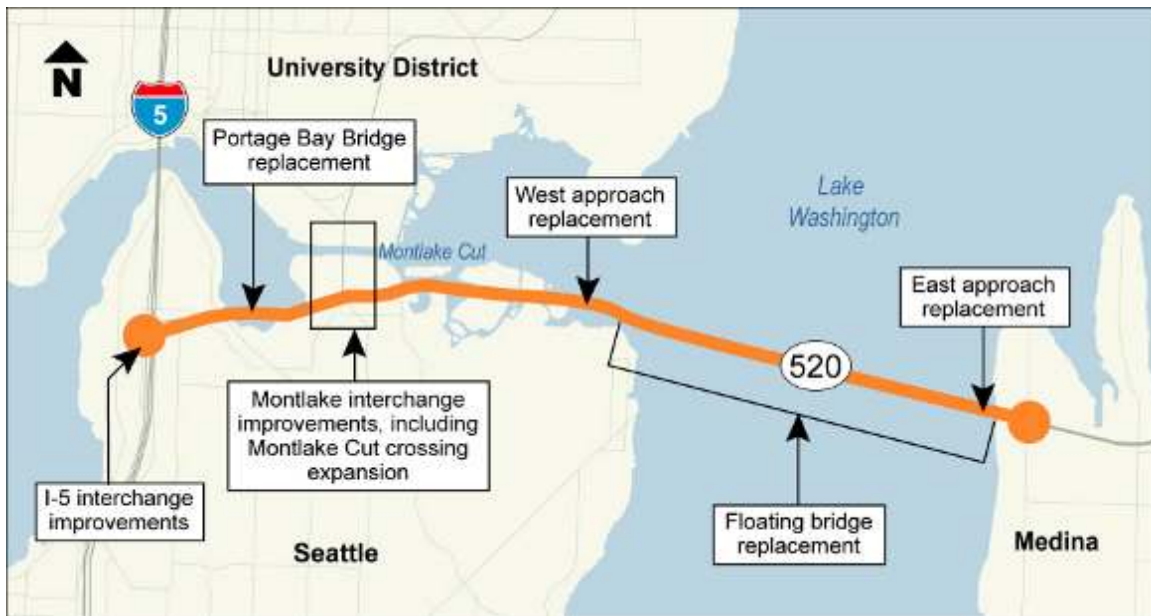 N
University District
5
Portage Bay Bridge
replacement
West approach
replacement
Lake
Washington
Montlake Cut
East approach
replacement
520
Montlake interchange
improvements, including
Montlake Cut crossing
expansion
I-5 interchange
improvements
Floating bridge
replacement
Seattle
Medina